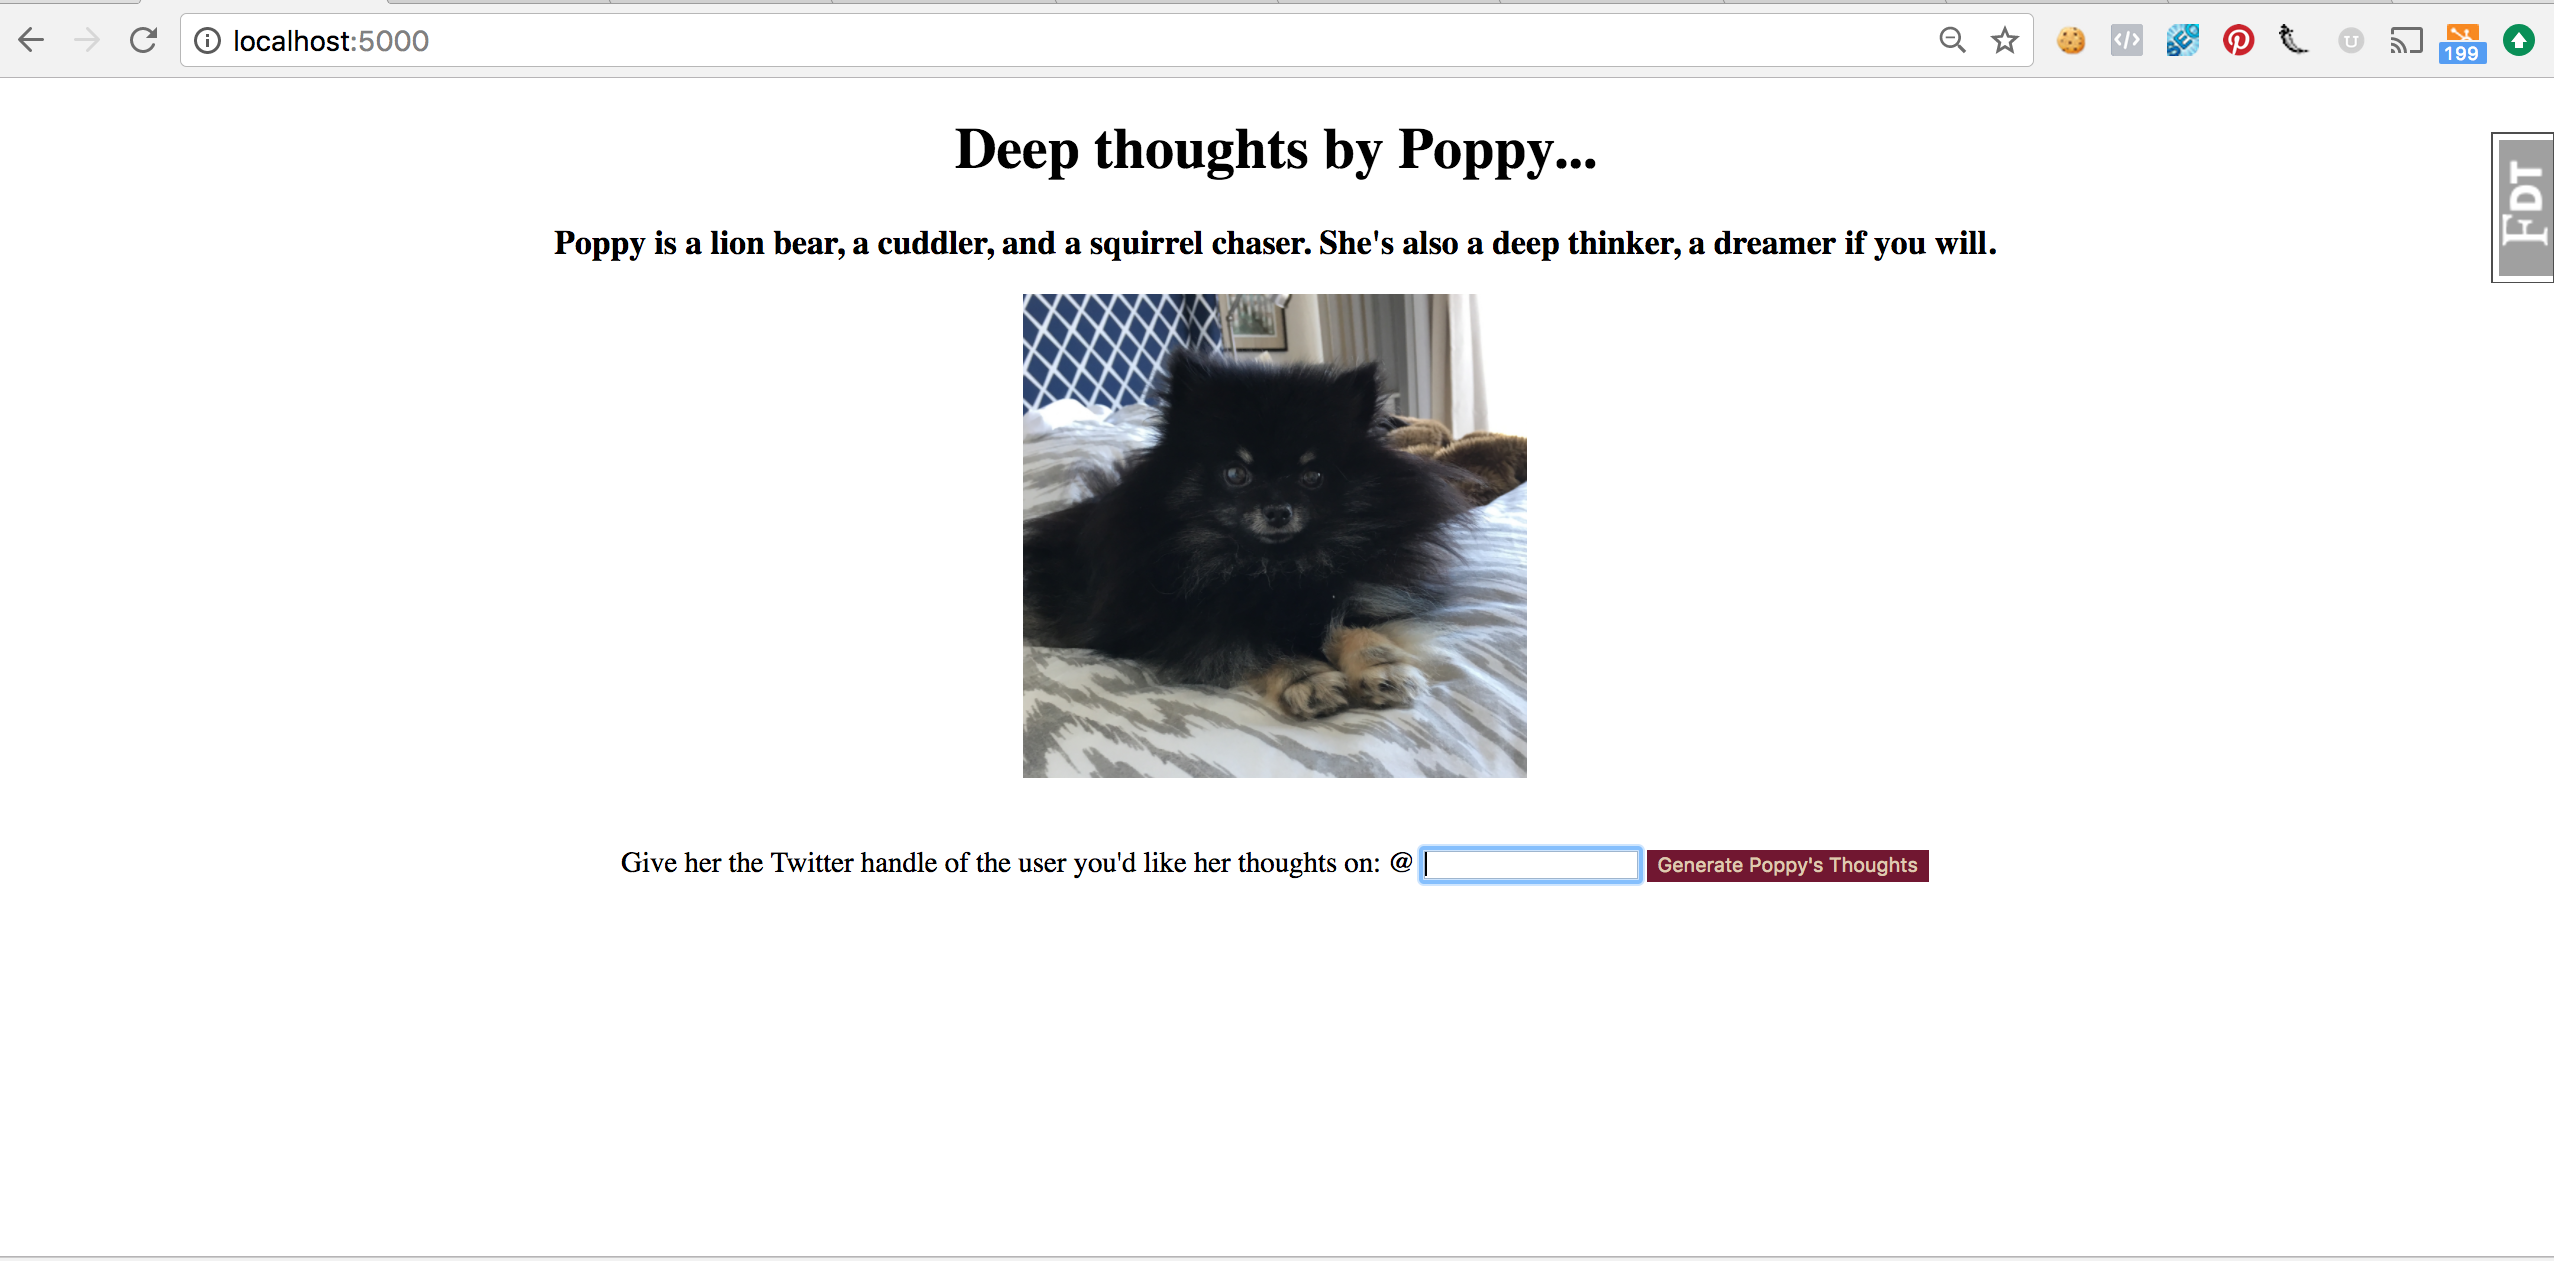 localhost:5000
199
Deep thoughts by Poppy...
FDT
Poppy is a lion bear, a cuddler, and a squirrel chaser. She's also a deep thinker, a dreamer if you will.
Give her the Twitter handle of the user you'd like her thoughts on: @ Generate Poppy's Thoughts